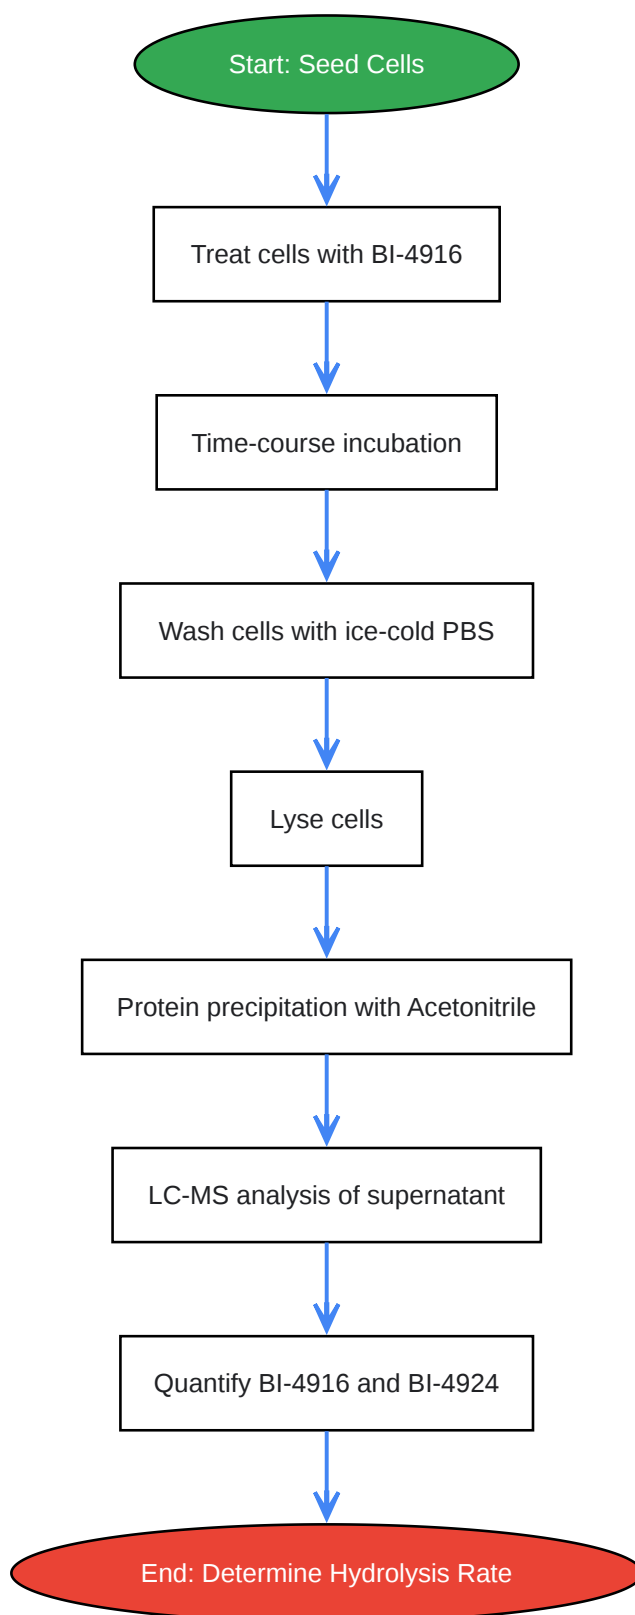 Start: Seed Cells
Treat cells with BI-4916
Time-course incubation
Wash cells with ice-cold PBS
Lyse cells
Protein precipitation with Acetonitrile
LC-MS analysis of supernatant
Quantify BI-4916 and BI-4924
End: Determine Hydrolysis Rate